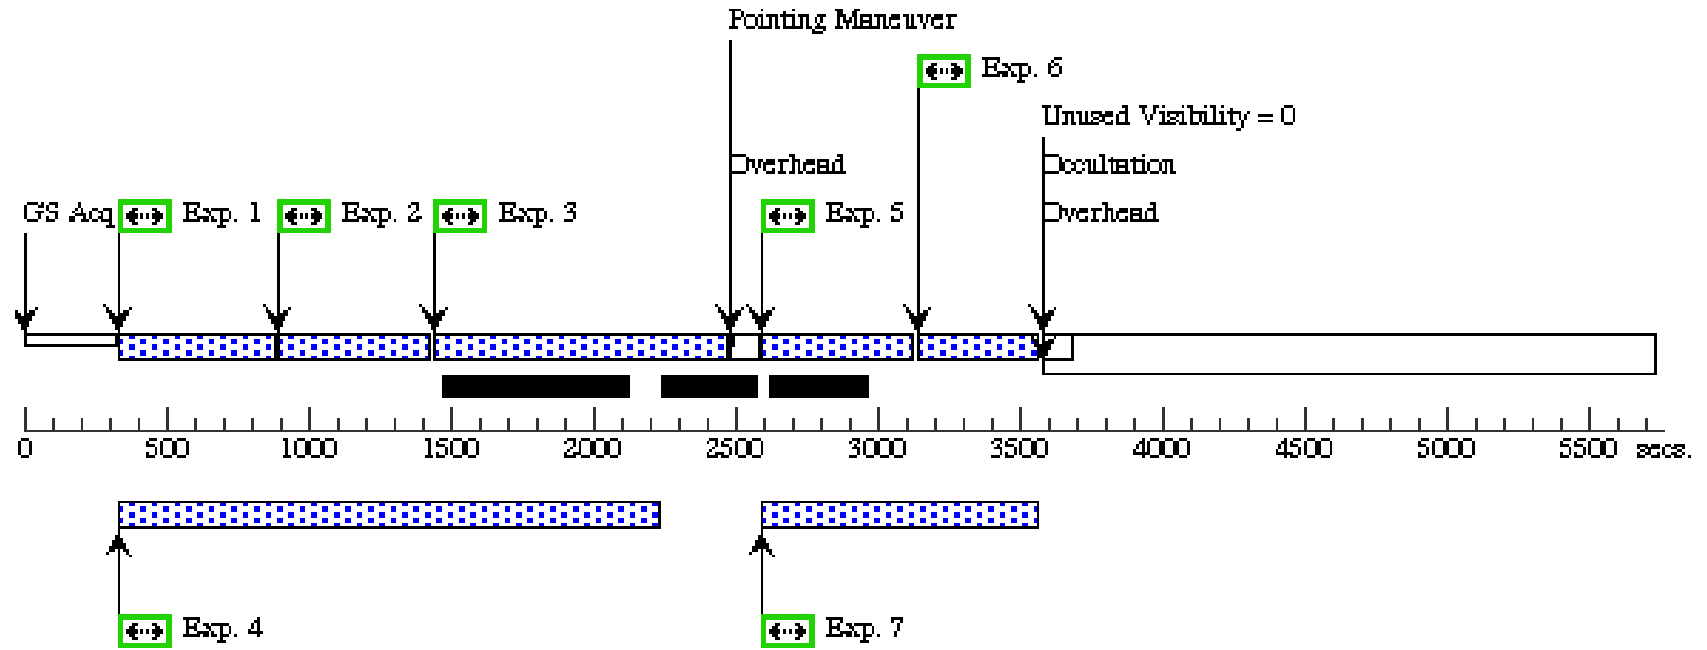 Pointing Maneuver
Exp. 6
Unused Visibility = 0
Overhead
Occultation
GS Acq
Exp. 1
Exp. 2
Exp. 3
Exp. 5
Overhead
0 500 1000 1500 2000 2500 3000 3500 4000 4500 5000 5500 secs.
Exp. 4
Exp. 7